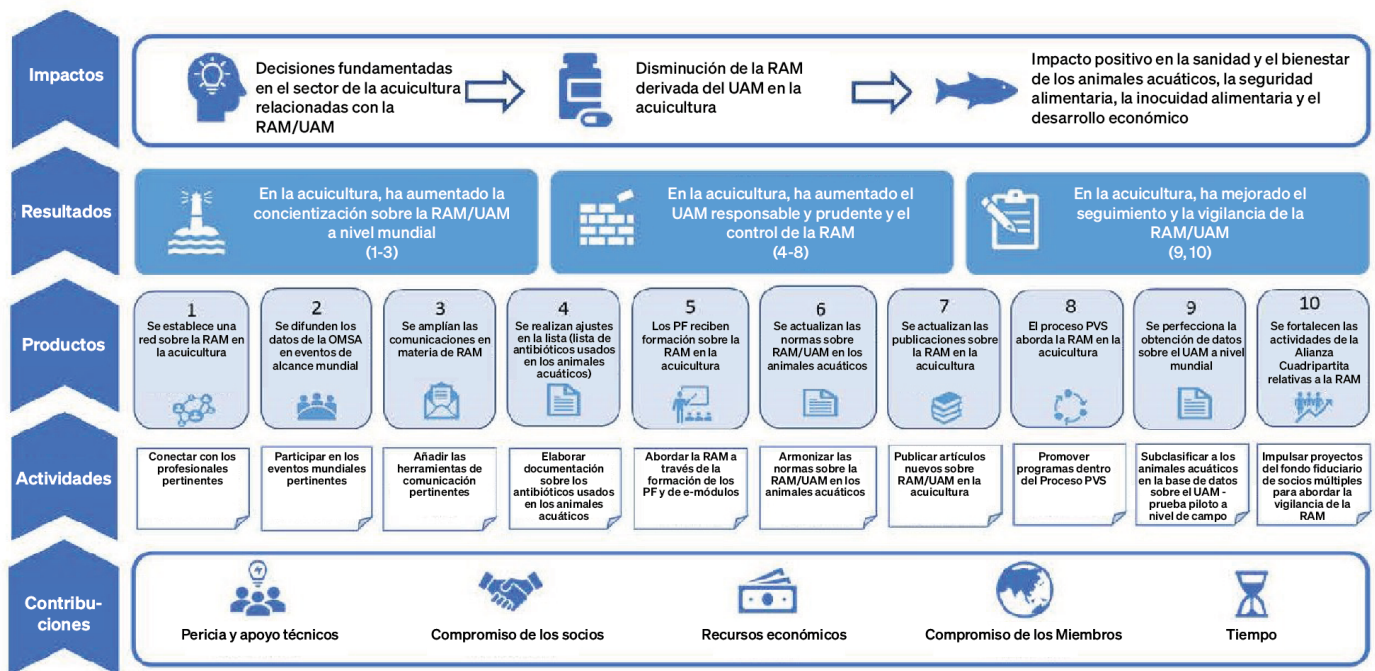 Impactos
Decisiones fundamentadas
en el sector de la acuicultura
relacionadas con la
RAM/UAM
Disminución de la RAM
derivada del UAM en la
acuicultura
Impacto positivo en la sanidad y el bienestar
de los animales acuáticos, la seguridad
alimentaria, la inocuidad alimentaria y el
desarrollo económico
Resultados
En la acuicultura, ha aumentado la
concientización sobre la RAM/UAM
a nivel mundial
(1-3)
En la acuicultura, ha aumentado el
UAM responsable y prudente y el
control de la RAM
(4-8)
En la acuicultura, ha mejorado el
seguimiento y la vigilancia de la
RAM/UAM
(9, 10)
Productos
1
Se establece una
red sobre la RAM en
la acuicultura
2
Se difunden los
datos de la OMSA
en eventos de
alcance mundial
3
Se amplían las
comunicaciones en
materia de RAM
4
Se realizan ajustes
en la lista (lista de
antibióticos usados
en los animales
acuáticos)
5
Los PF reciben
formación sobre la
RAM en la
acuicultura
6
Se actualizan las
normas sobre
RAM/UAM en los
animales acuáticos
7
Se actualizan las
publicaciones sobre
la RAM en la
acuicultura
8
El proceso PVS
aborda la RAM en la
acuicultura
9
Se perfecciona la
obtención de datos
sobre el UAM a nivel
mundial
10
Se fortalecen las
actividades de la
Alianza
Cuadripartita
relativas a la RAM
Actividades
Conectar con los
profesionales
pertinentes
Participar en los
eventos mundiales
pertinentes
Añadir las
herramientas de
comunicación
pertinentes
Elaborar
documentación
sobre los
antibióticos usados
en los animales
acuáticos
Abordar la RAM a
través de la
formación de los
PF y de e-módulos
Armonizar las
normas sobre la
RAM/UAM en los
animales acuáticos
Publicar artículos
nuevos sobre
RAM/UAM en la
acuicultura
Promover
programas dentro
del Proceso PVS
Subclasificar a los
animales acuáticos
en la base de datos
sobre el UAM -
prueba piloto a
nivel de campo
Impulsar proyectos
del fondo fiduciario
de socios múltiples
para abordar la
vigilancia de la
RAM
Contribu-
ciones
Pericia y apoyo técnicos
Compromiso de los socios
Recursos económicos
Compromiso de los Miembros
Tiempo